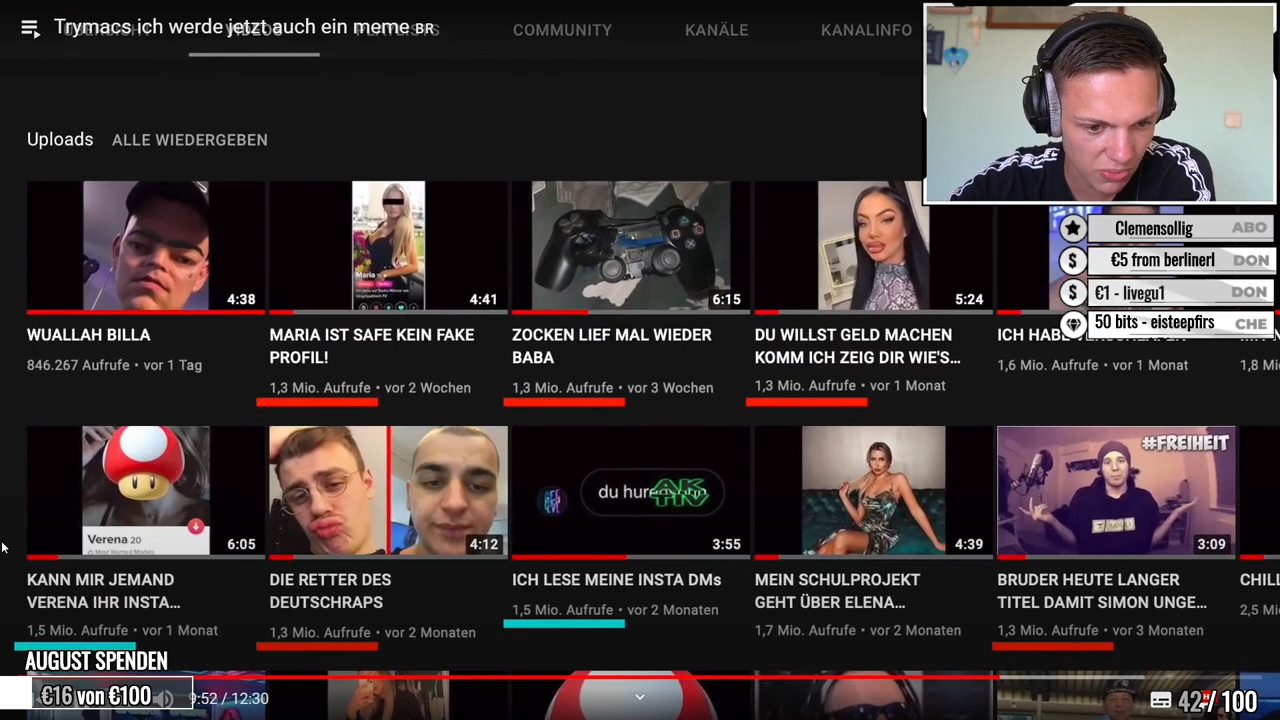 Trymacs ich werde jetzt auch ein meme BR
COMMUNITY
KANÄLE
KANALINFO
Uploads ALLE WIEDERGEBEN
4:38
Maria
4:41
6:15
5:24
Clemensollig ABO
€5 from berlinerl DON
€1 - livegu1 DON
50 bits - eisteepfirs CHE
WUALLAH BILLA
846.267 Aufrufe • vor 1 Tag
MARIA IST SAFE KEIN FAKE
PROFIL!
1,3 Mio. Aufrufe • vor 2 Wochen
ZOCKEN LIEF MAL WIEDER
BABA
1,3 Mio. Aufrufe • vor 3 Wochen
DU WILLST GELD MACHEN
KOMM ICH ZEIG DIR WIE'S…
1,3 Mio. Aufrufe • vor 1 Monat
ICH HABE
1,6 Mio. Aufrufe • vor 1 Monat
1,8 Mi
Verena 20
Most Wanted Models
6:05
4:12
du
3:55
4:39
#FREIHEIT
3:09
KANN MIR JEMAND
VERENA IHR INSTA…
1,5 Mio. Aufrufe • vor 1 Monat
DIE RETTER DES
DEUTSCHRAPS
1,3 Mio. Aufrufe • vor 2 Monaten
ICH LESE MEINE INSTA DMs
1,5 Mio. Aufrufe • vor 2 Monaten
MEIN SCHULPROJEKT
GEHT ÜBER ELENA…
1,7 Mio. Aufrufe • vor 2 Monaten
BRUDER HEUTE LANGER
TITEL DAMIT SIMON UNGE…
1,3 Mio. Aufrufe • vor 3 Monaten
CHILL
2,5 Mi
AUGUST SPENDEN
€16 von €100
9:52 / 12:30
42 / 100